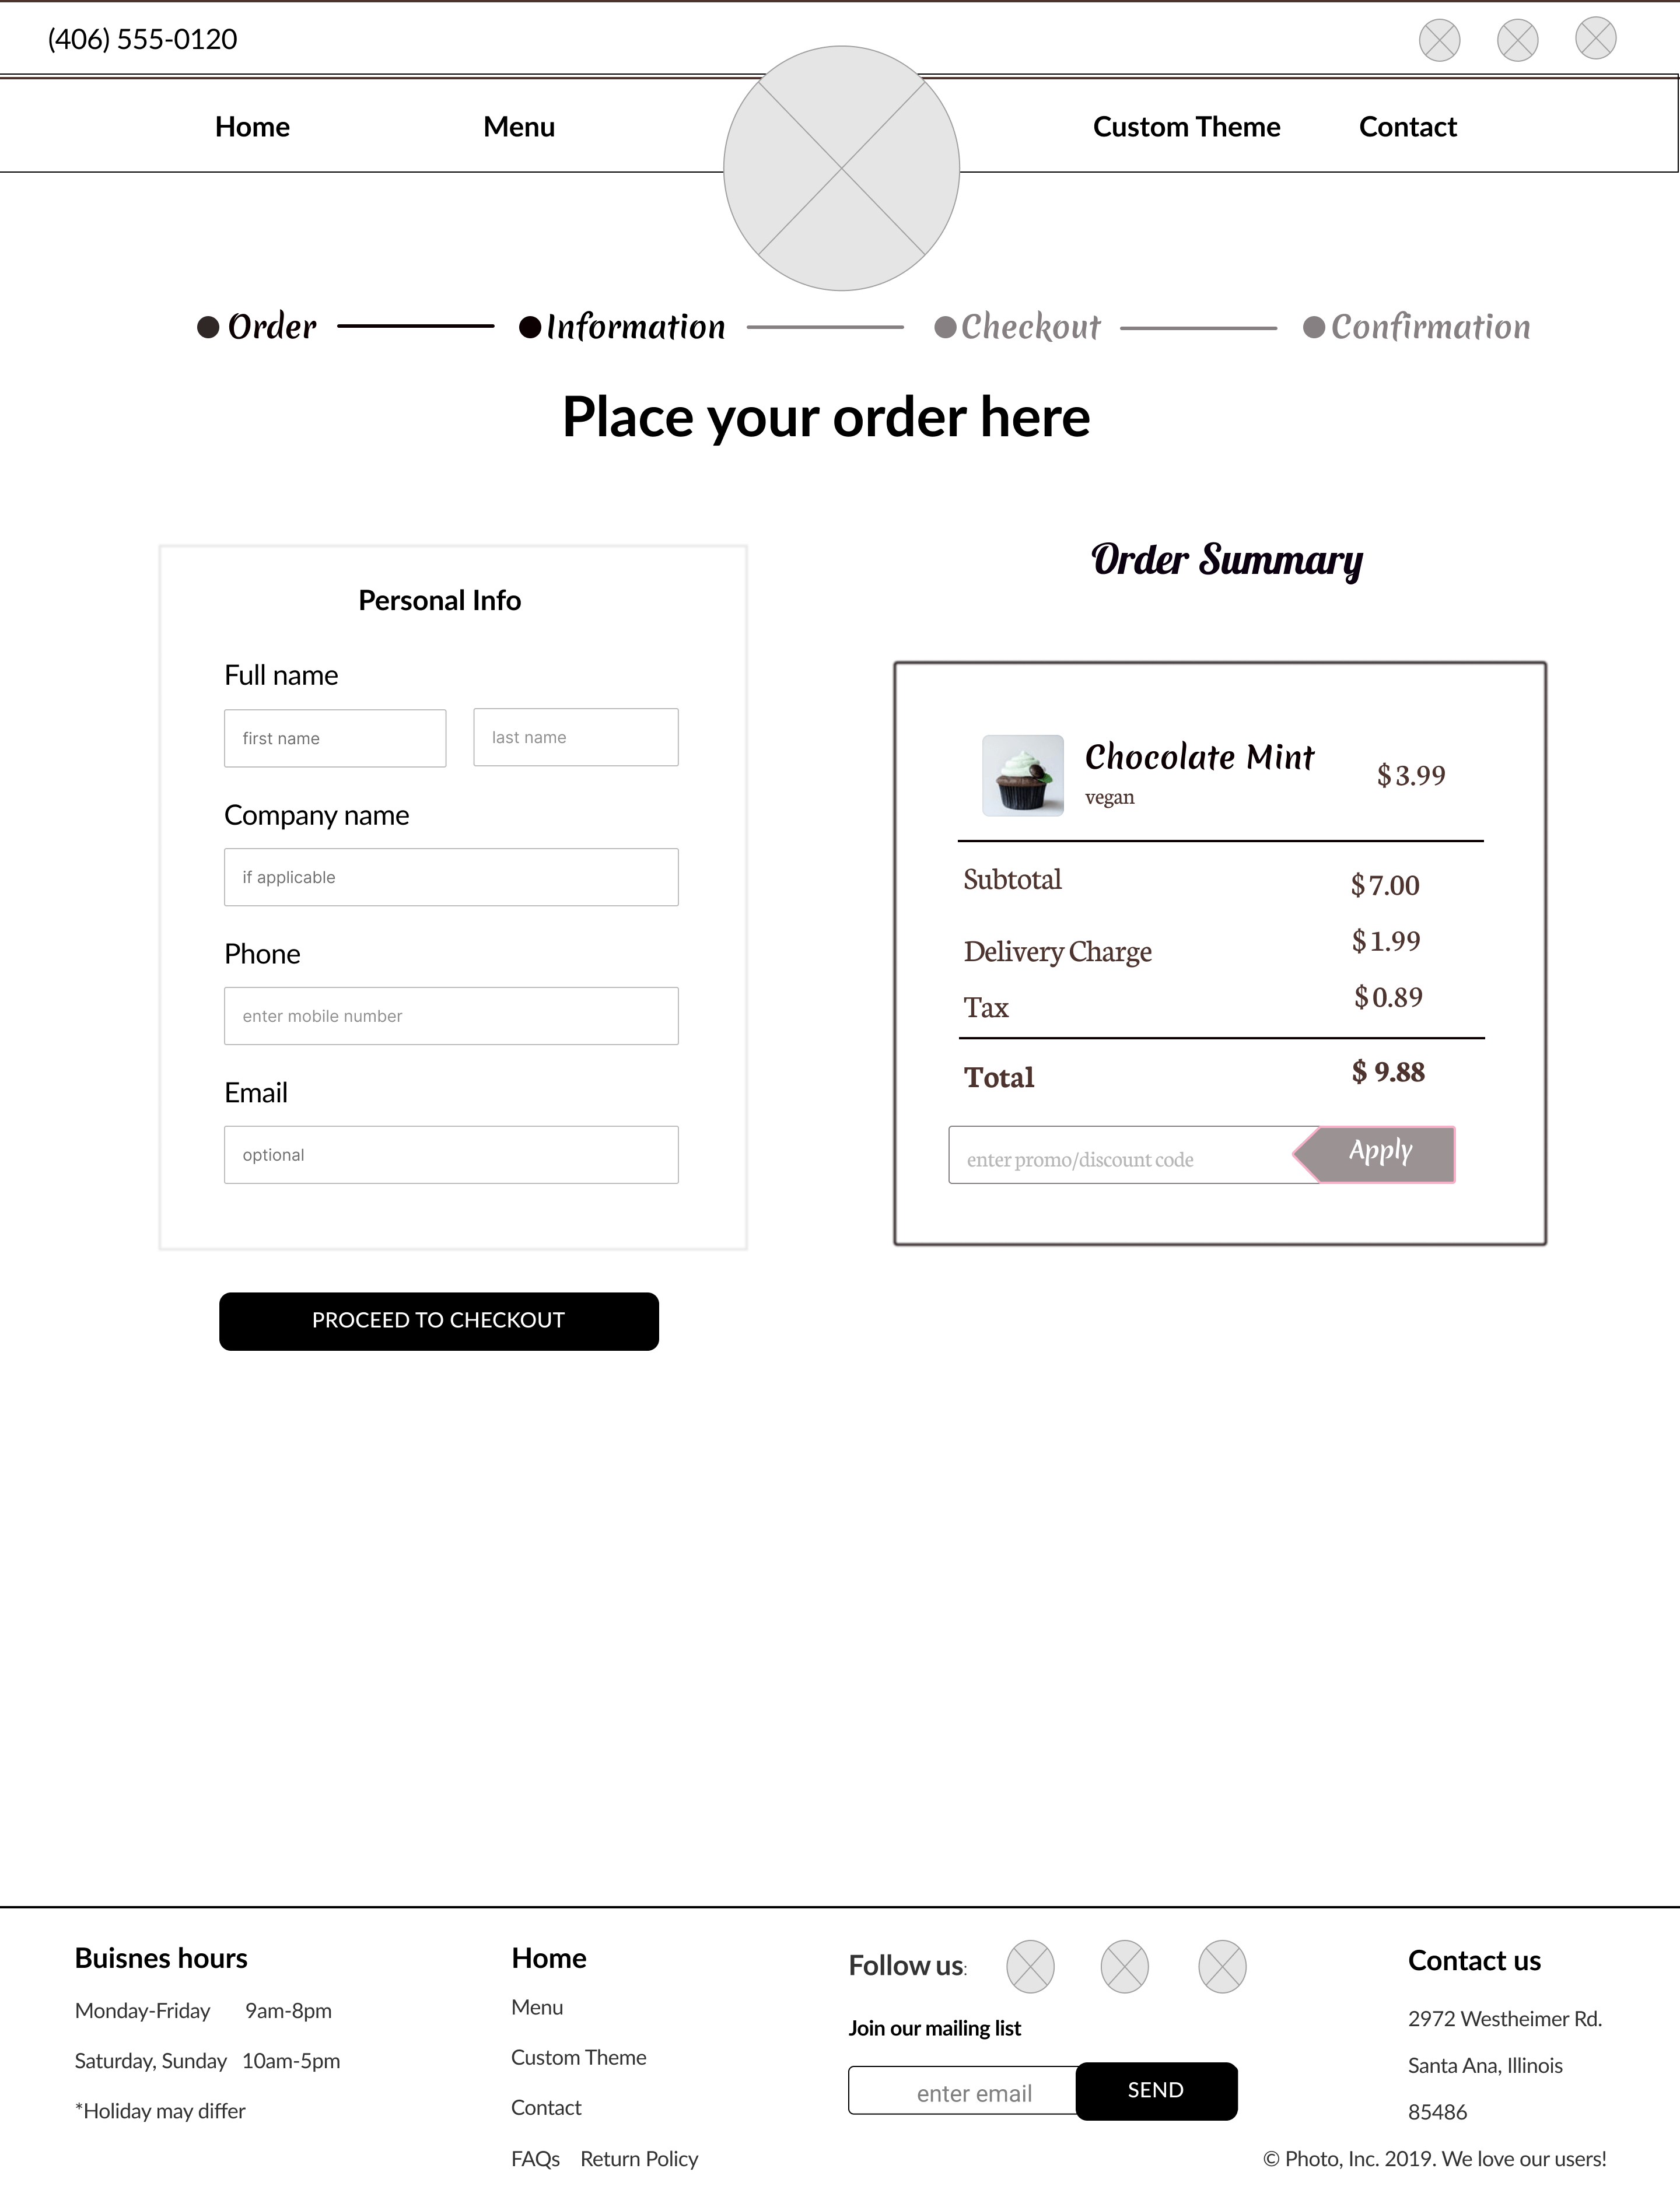 (406) 555-0120
Home Menu Custom Theme Contact
Order Information Checkout Confirmation
Place your order here
Personal Info
Full name
first name last name
Company name
if applicable
Phone
enter mobile number
Email
optional
PROCEED TO CHECKOUT
Order Summary
Chocolate Mint $3.99
vegan
Subtotal $7.00
Delivery Charge $1.99
Tax $0.89
Total $ 9.88
enter promo/discount code Apply
Buisnes hours
Monday-Friday 9am-8pm
Saturday, Sunday 10am-5pm
*Holiday may differ
Home
Menu
Custom Theme
Contact
FAQs Return Policy
Follow us:
Join our mailing list
enter email SEND
Contact us
2972 Westheimer Rd.
Santa Ana, Illinois
85486
© Photo, Inc. 2019. We love our users!